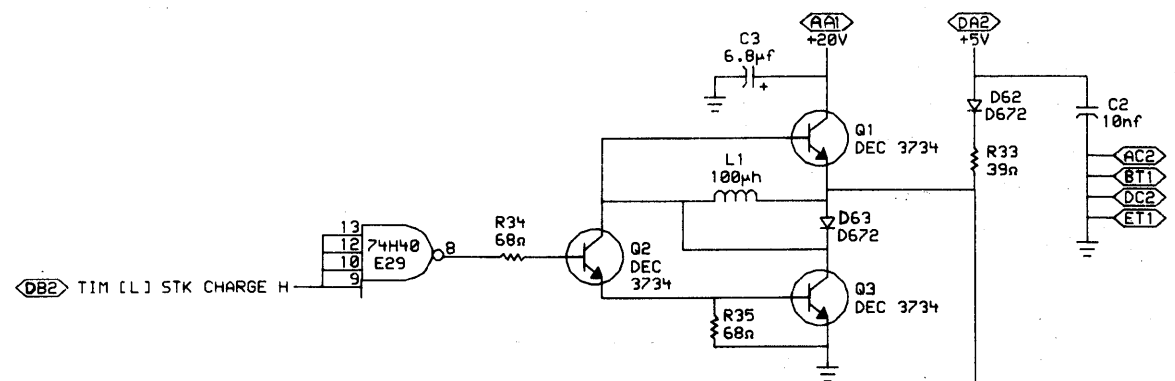 AA1
+20V
DA2
+5V
C3
6.8µf
+
D62
D672
C2
10nf
Q1
DEC 3734
R33
39Ω
AC2
BT1
DC2
ET1
L1
100µh
D63
D672
13
12
10
9
74H40
E29
8
R34
68Ω
Q2
DEC
3734
Q3
DEC 3734
R35
68Ω
DB2 TIM [L] STK CHARGE H